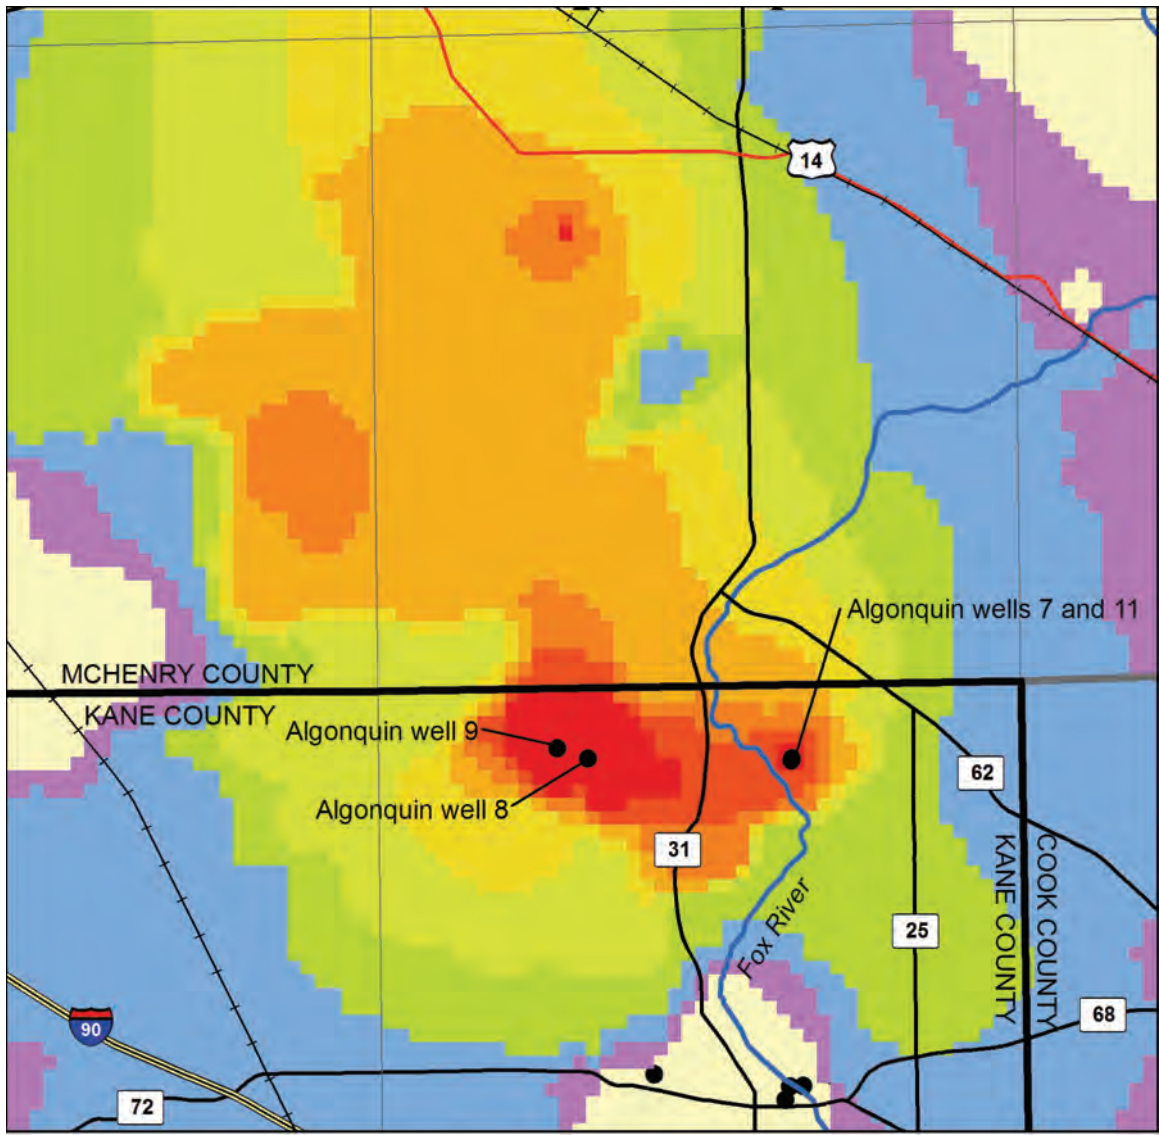 14
Algonquin wells 7 and 11
MCHENRY COUNTY
KANE COUNTY
Algonquin well 9
62
Algonquin well 8
31
COOK COUNTY
KANE COUNTY
Fox River
25
90
68
72